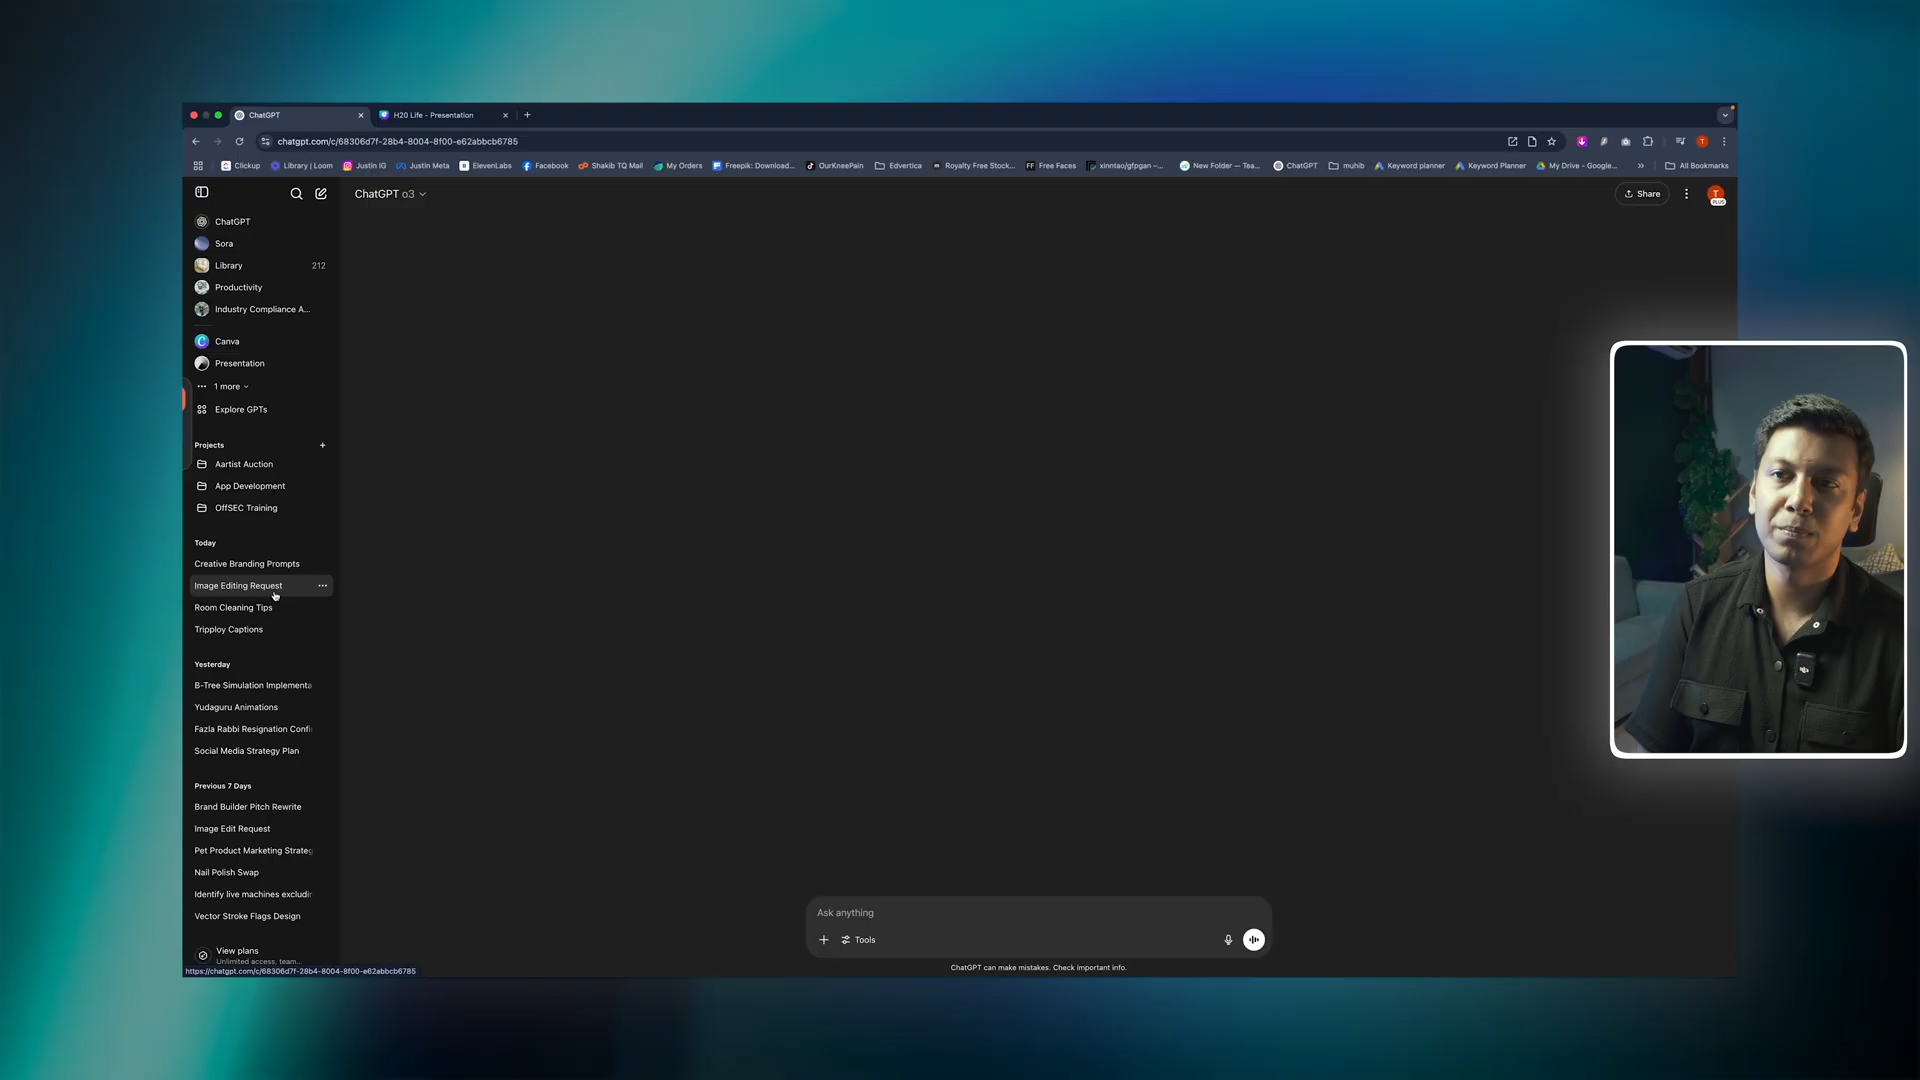 ChatGPT
H20 Life - Presentation
chatgpt.com/c/68306d7f-28b4-8004-8f00-e62abbcb6785
Clickup
Library | Loom
Justin IG
Justin Meta
ElevenLabs
Facebook
Shakib TQ Mail
My Orders
Freepik: Download...
OurKneePain
Edvertica
Royalty Free Stock...
FF Free Faces
xinntao/gfpgan –...
New Folder — Tea...
ChatGPT
muhib
Keyword planner
Keyword Planner
My Drive - Google...
»
All Bookmarks
ChatGPT o3
Share
T
PLUS
ChatGPT
Sora
Library 212
Productivity
Industry Compliance A...
Canva
Presentation
1 more
Explore GPTs
Projects +
Aartist Auction
App Development
OffSEC Training
Today
Creative Branding Prompts
Image Editing Request
Room Cleaning Tips
Tripploy Captions
Yesterday
B-Tree Simulation Implementa
Yudaguru Animations
Fazla Rabbi Resignation Confi
Social Media Strategy Plan
Previous 7 Days
Brand Builder Pitch Rewrite
Image Edit Request
Pet Product Marketing Strateg
Nail Polish Swap
Identify live machines excludin
Vector Stroke Flags Design
View plans
Unlimited access, team...
https://chatgpt.com/c/68306d7f-28b4-8004-8f00-e62abbcb6785
Ask anything
Tools
ChatGPT can make mistakes. Check important info.